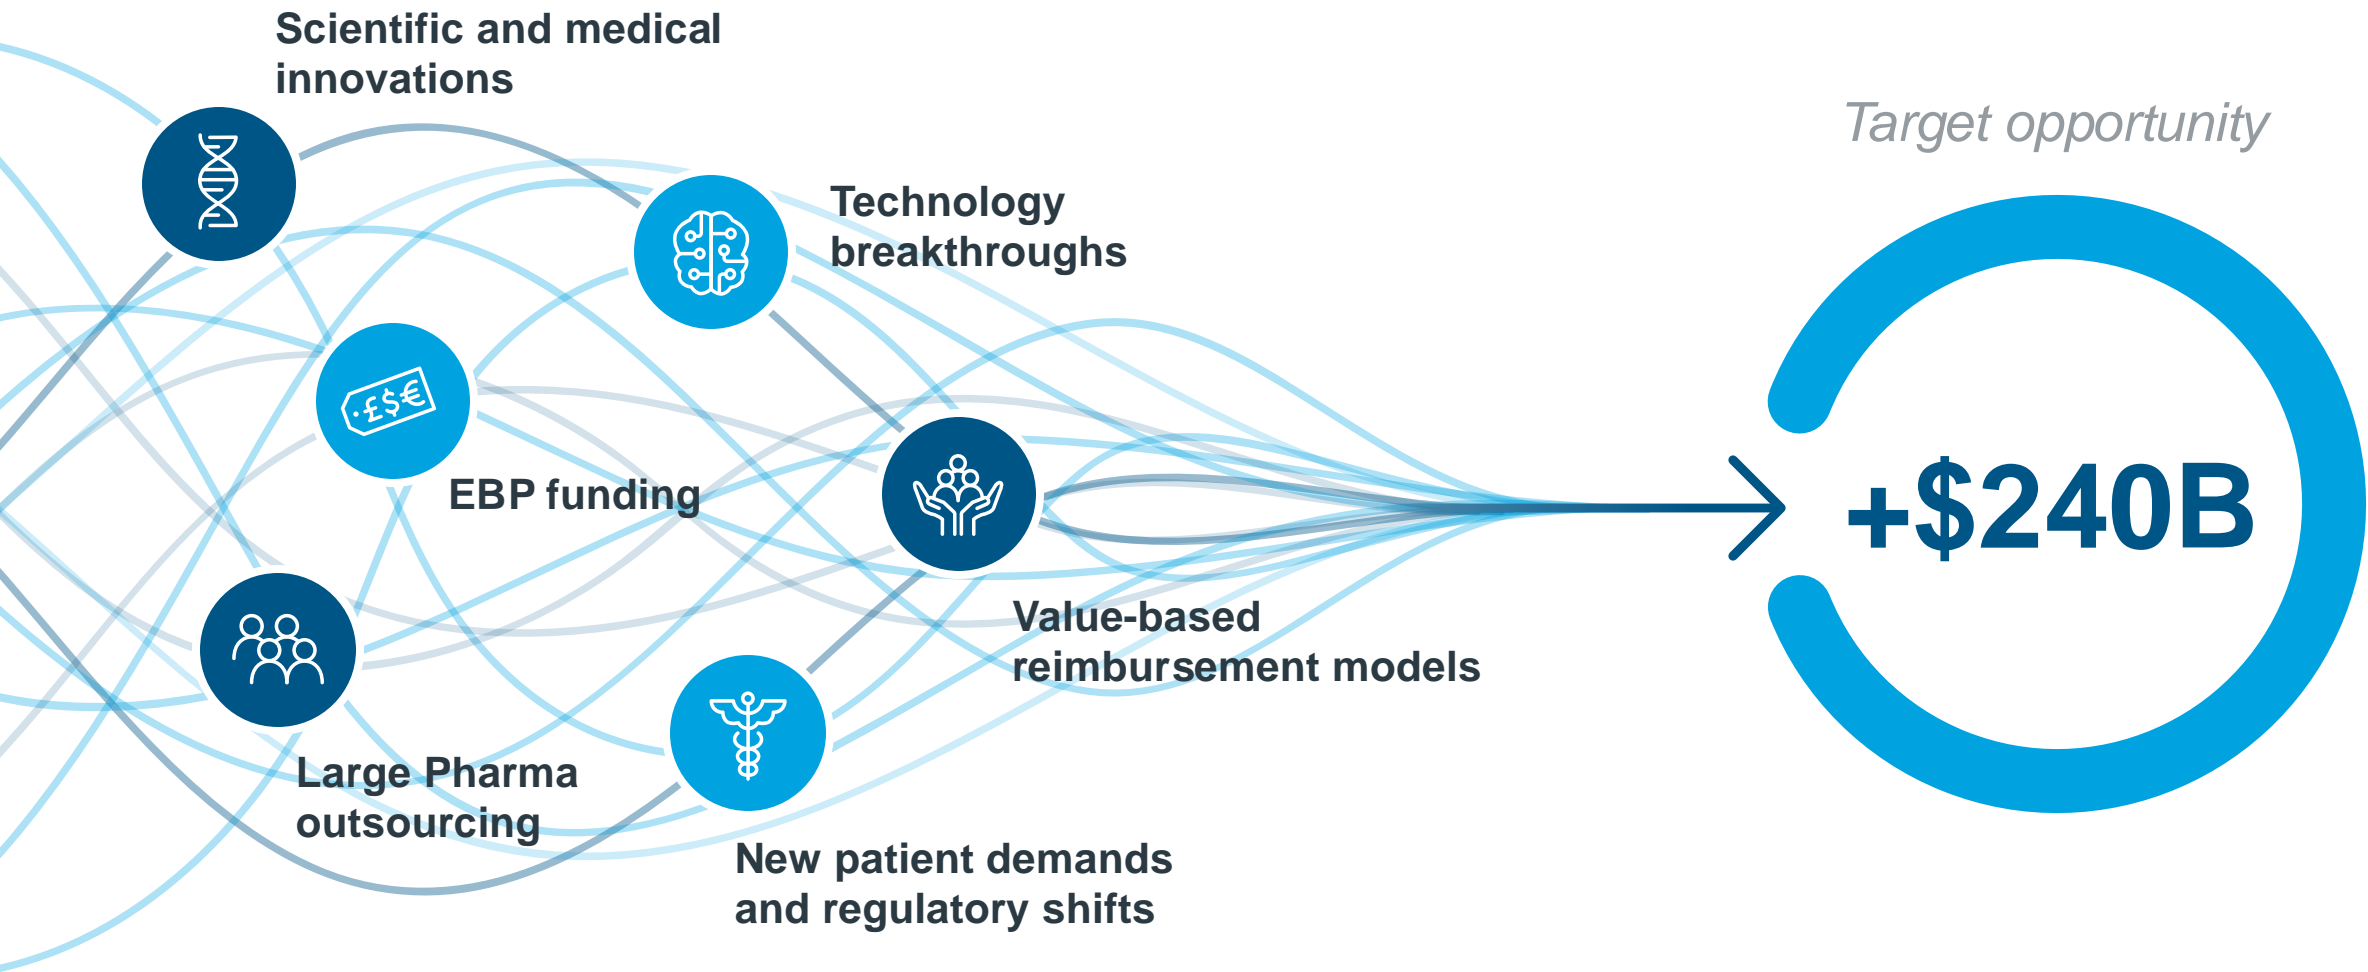 Scientific and medical
innovations
Technology
breakthroughs
£$€
EBP funding
Value-based
reimbursement models
Large Pharma
outsourcing
New patient demands
and regulatory shifts
Target opportunity
+$240B